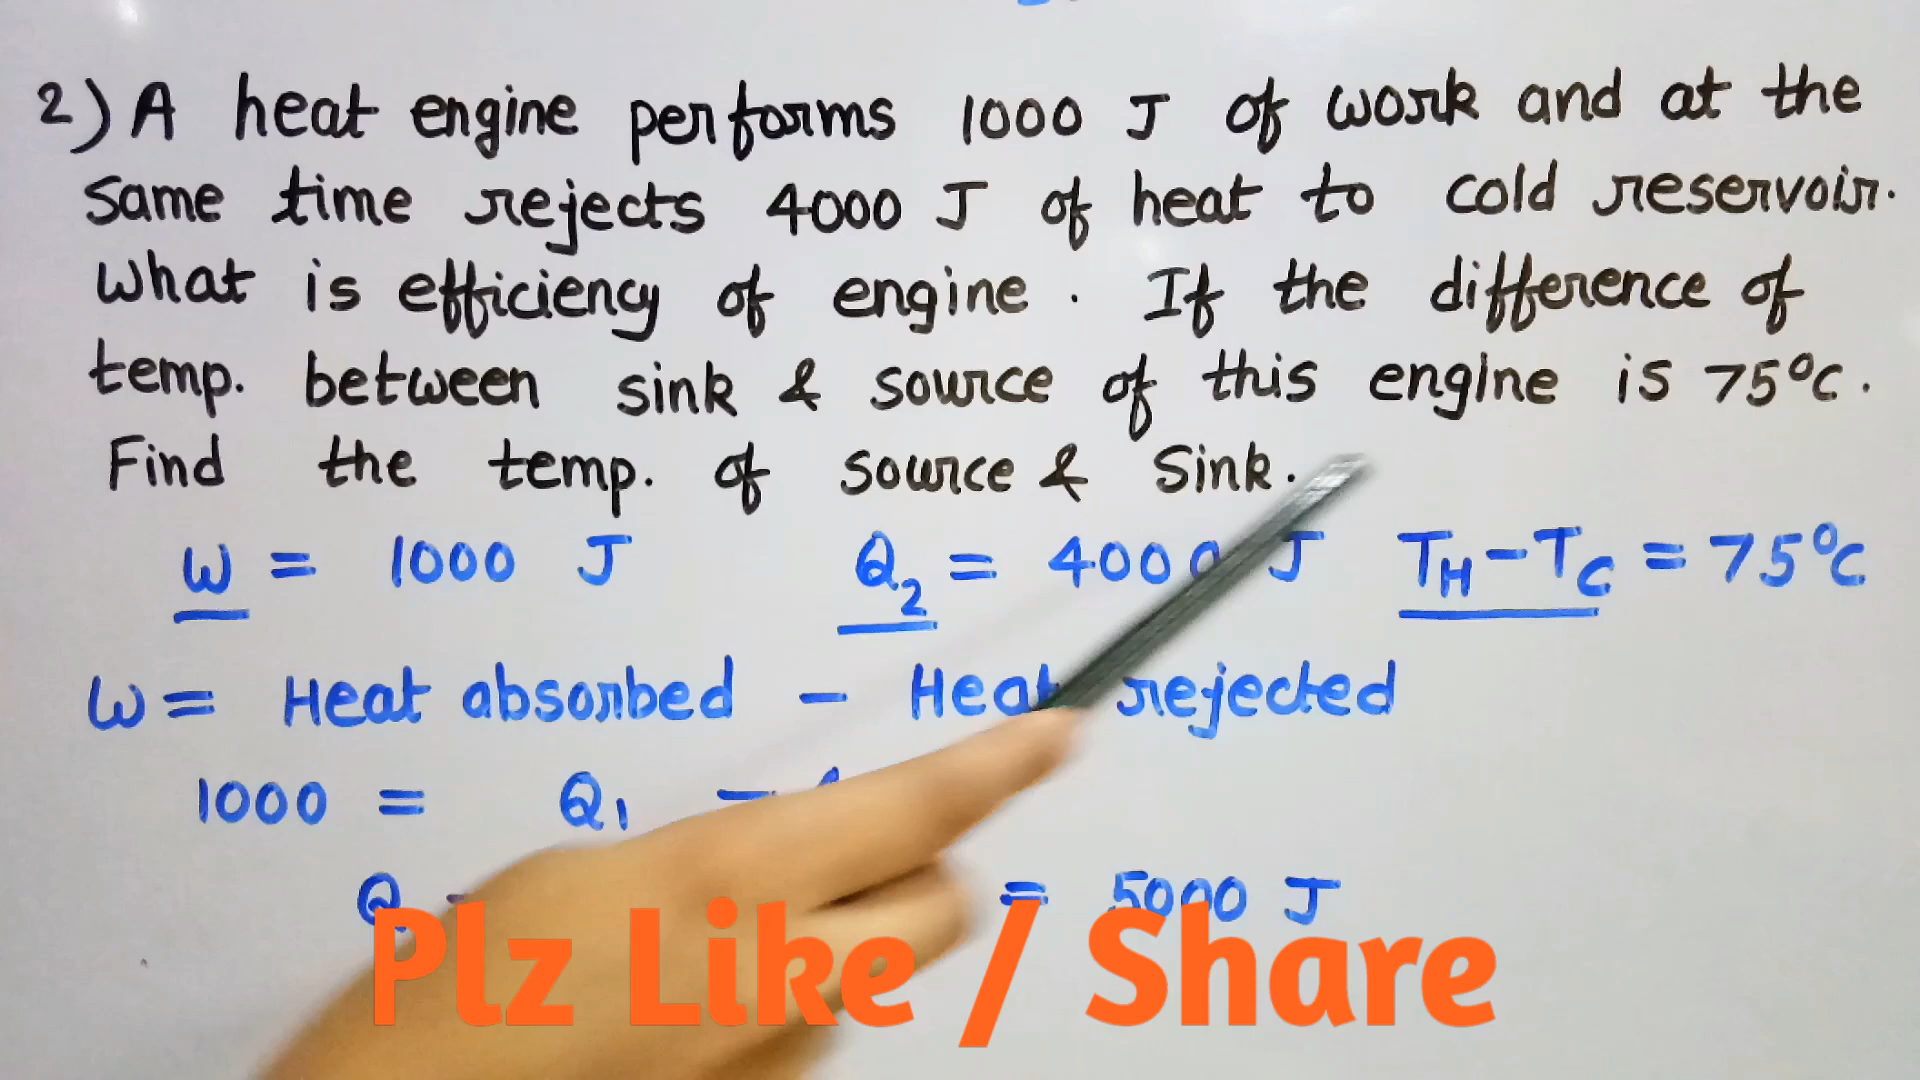 2) A heat engine performs 1000 J of work and at the
same time rejects 4000 J of heat to cold reservoir.
What is efficiency of engine. If the difference of
temp. between sink & source of this engine is 75°C.
Find the temp. of source & Sink.
W = 1000 J Q₂ = 4000 J T_H - T_C = 75°C
W = Heat absorbed - Heat rejected
1000 = Q₁ -
Q = 5000 J
Plz Like / Share